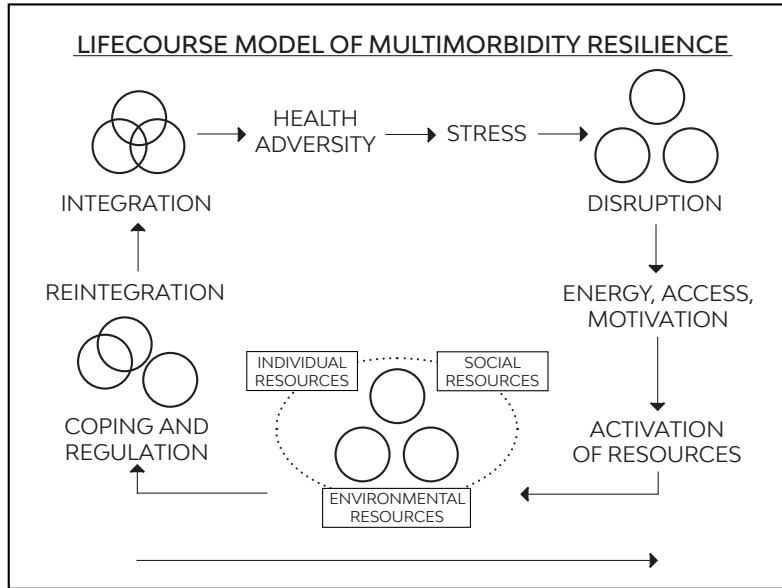 LIFECOURSE MODEL OF MULTIMORBIDITY RESILIENCE
HEALTH
ADVERSITY
STRESS
INTEGRATION
DISRUPTION
REINTEGRATION
ENERGY, ACCESS,
MOTIVATION
INDIVIDUAL
RESOURCES
SOCIAL
RESOURCES
COPING AND
REGULATION
ACTIVATION
OF RESOURCES
ENVIRONMENTAL
RESOURCES